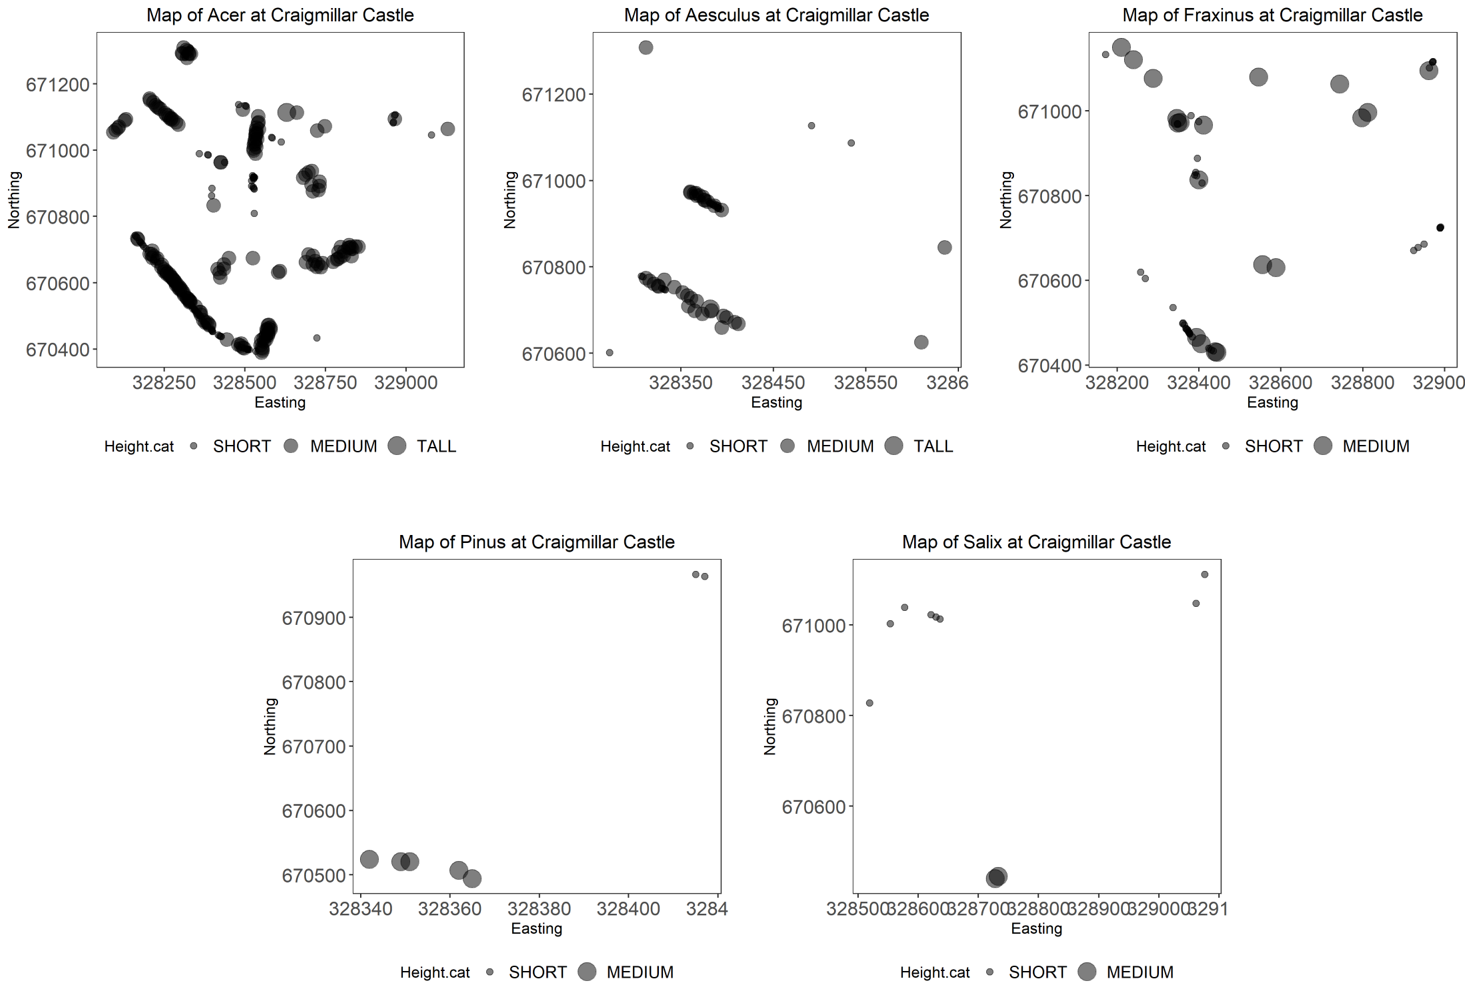 Map of Acer at Craigmillar Castle
Northing
671200
671000
670800
670600
670400
328250 328500 328750 329000
Easting
Height.cat SHORT MEDIUM TALL
Map of Aesculus at Craigmillar Castle
Northing
671200
671000
670800
670600
328350 328450 328550 3286
Easting
Height.cat SHORT MEDIUM TALL
Map of Fraxinus at Craigmillar Castle
Northing
671000
670800
670600
670400
328200 328400 328600 328800 32900
Easting
Height.cat SHORT MEDIUM
Map of Pinus at Craigmillar Castle
Northing
670900
670800
670700
670600
670500
328340 328360 328380 328400 3284
Easting
Height.cat SHORT MEDIUM
Map of Salix at Craigmillar Castle
Northing
671000
670800
670600
328500 328600 328700 328800 328900 329000 3291
Easting
Height.cat SHORT MEDIUM